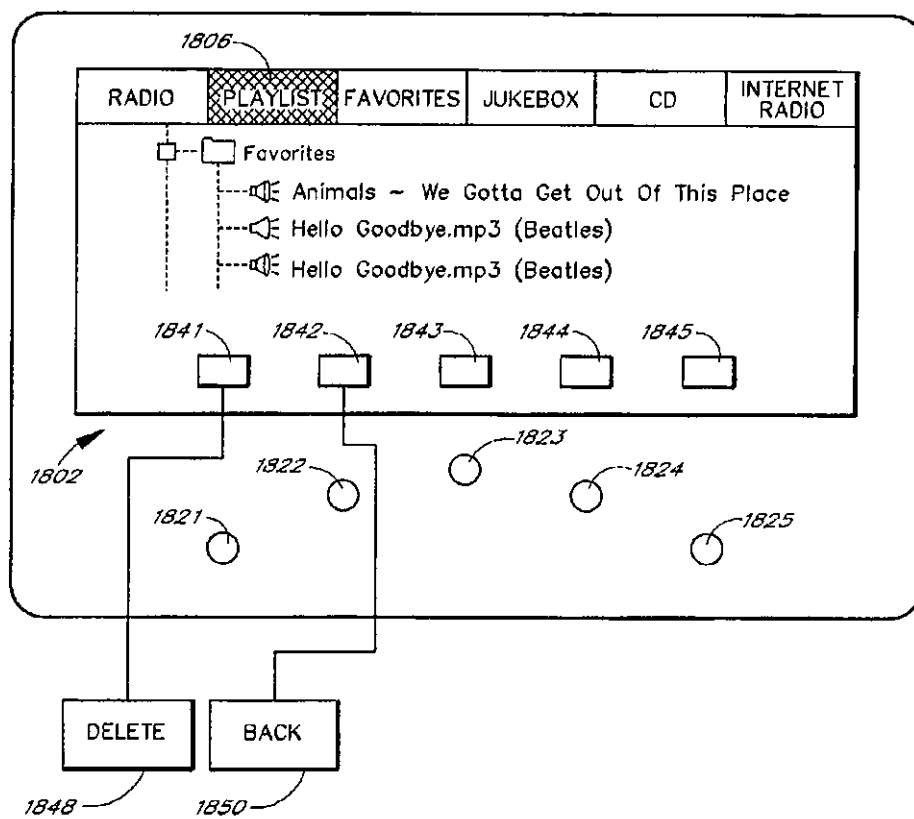 1806
RADIO PLAYLIST FAVORITES JUKEBOX CD INTERNET RADIO
Favorites
Animals ~ We Gotta Get Out Of This Place
Hello Goodbye.mp3 (Beatles)
Hello Goodbye.mp3 (Beatles)
1841 1842 1843 1844 1845
1802
1821 1822 1823 1824 1825
DELETE BACK
1848 1850